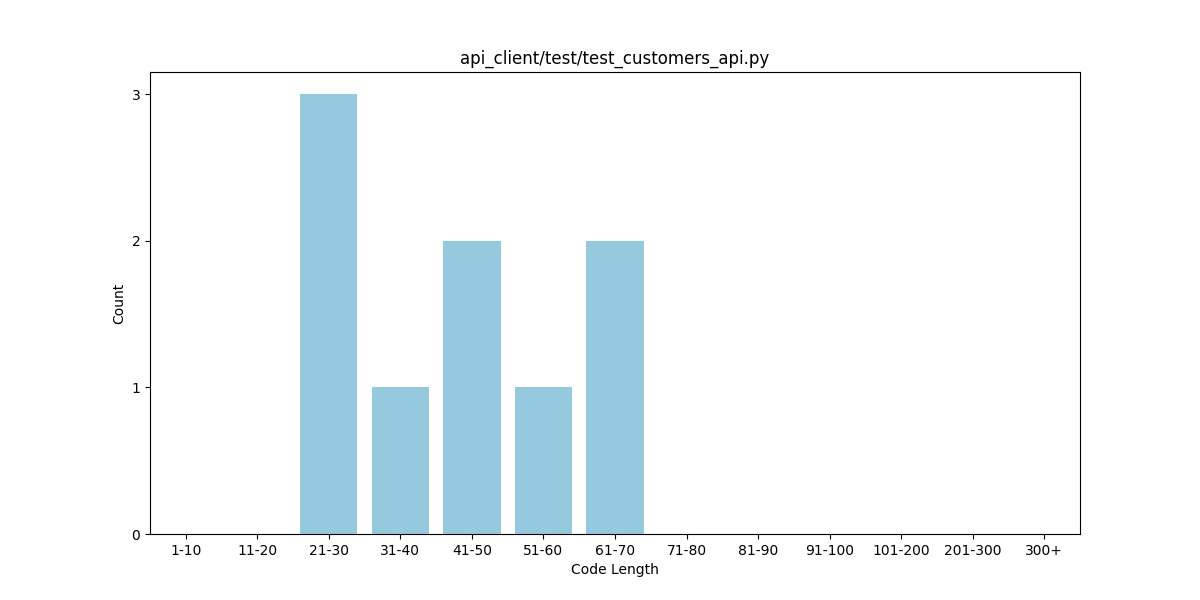 api_client/test/test_customers_api.py
3
2
1
0
Count
1-10 11-20 21-30 31-40 41-50 51-60 61-70 71-80 81-90 91-100 101-200 201-300 300+
Code Length